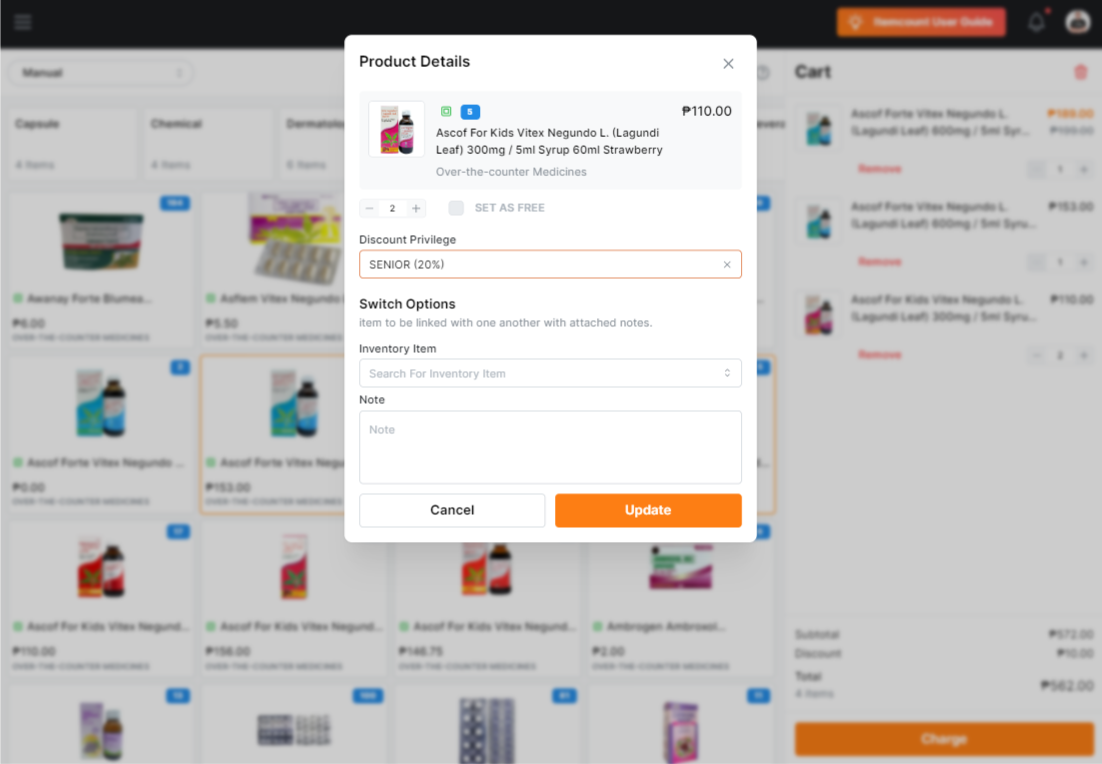 Itemcount User Guide
Manual
Cart
Capsule
Chemical
4 Items
4 Items
6 Items
Product Details
5
₱110.00
Ascof For Kids Vitex Negundo L. (Lagundi
Leaf) 300mg / 5ml Syrup 60ml Strawberry
Over-the-counter Medicines
2
SET AS FREE
Discount Privilege
SENIOR (20%)
Switch Options
item to be linked with one another with attached notes.
Inventory Item
Search For Inventory Item
Note
Note
Cancel
Update
Ascof Forte Vitex Negundo L.
(Lagundi Leaf) 600mg / 5ml Syr...
₱189.00
₱199.00
Remove
1
Ascof Forte Vitex Negundo L.
(Lagundi Leaf) 600mg / 5ml Syru...
₱153.00
Remove
1
Ascof For Kids Vitex Negundo L.
(Lagundi Leaf) 300mg / 5ml Syru...
₱110.00
Remove
2
184
Awanay Forte Blumea...
₱6.00
OVER-THE-COUNTER MEDICINES
Asflem Vitex Negundo
₱5.50
OVER-THE-COUNTER MEDICINES
Ascof Forte Vitex Negundo ...
₱0.00
OVER-THE-COUNTER MEDICINES
Ascof Forte Vitex Neg
₱153.00
OVER-THE-COUNTER MEDICINES
Ascof For Kids Vitex Negund...
₱110.00
OVER-THE-COUNTER MEDICINES
Ascof For Kids Vitex Negund...
₱156.00
OVER-THE-COUNTER MEDICINES
Ascof For Kids Vitex Negund...
₱146.75
OVER-THE-COUNTER MEDICINES
Ambrogen Ambroxol...
₱2.00
OVER-THE-COUNTER MEDICINES
Subtotal
₱572.00
Discount
₱10.00
Total
4 Items
₱562.00
Charge